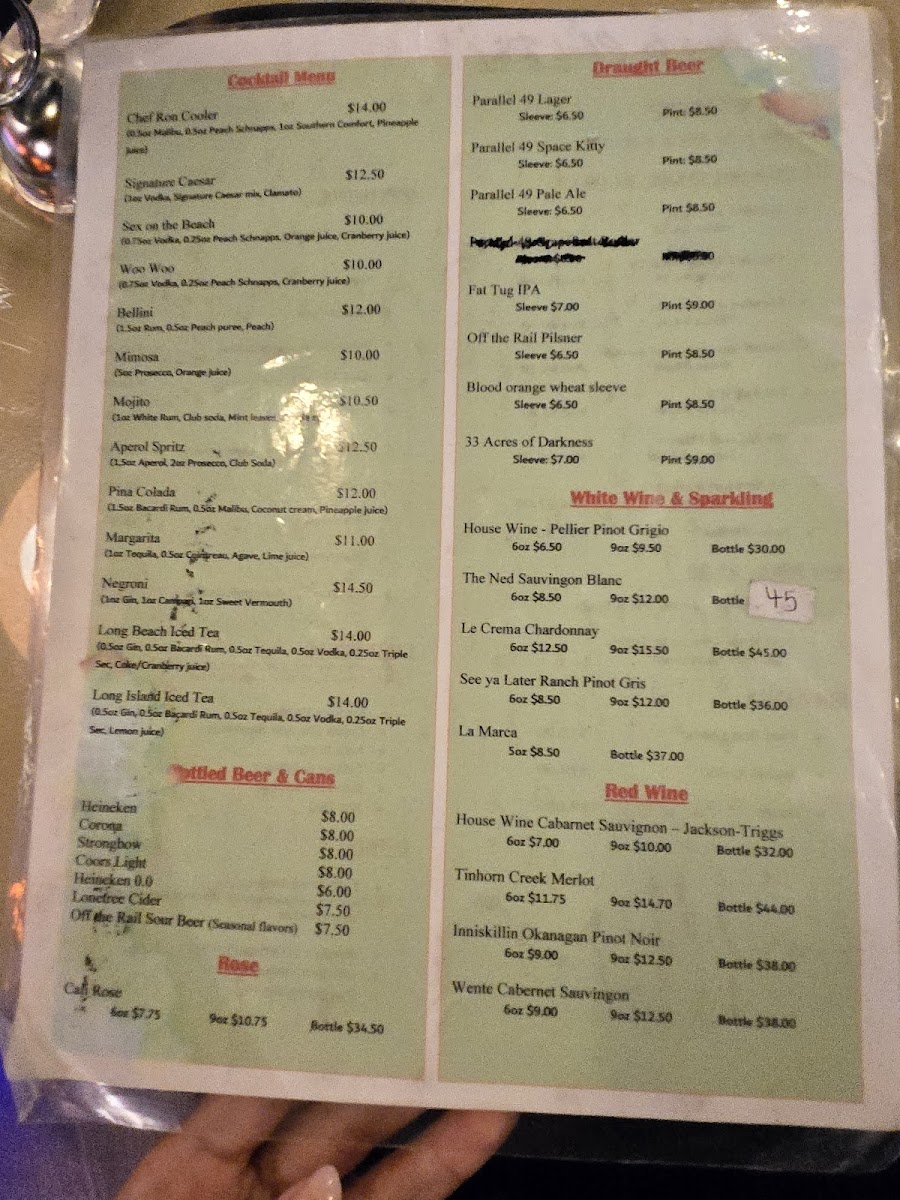 Cocktail Menu
Chef Ron Cooler $14.00
(0.5oz Malibu, 0.5oz Peach Schnapps, 1oz Southern Comfort, Pineapple
Juice)
Signature Caesar $12.50
(1oz Vodka, Signature Caesar mix, Clamato)
Sex on the Beach $10.00
(0.75oz Vodka, 0.25oz Peach Schnapps, Orange juice, Cranberry juice)
Woo Woo $10.00
(0.75oz Vodka, 0.25oz Peach Schnapps, Cranberry juice)
Bellini $12.00
(1.5oz Rum, 0.5oz Peach puree, Peach)
Mimosa $10.00
(5oz Prosecco, Orange juice)
Mojito $10.50
(1oz White Rum, Club soda, Mint leaves
Aperol Spritz $12.50
(1.5oz Aperol, 2oz Prosecco, Club Soda)
Pina Colada $12.00
(1.5oz Bacardi Rum, 0.5oz Malibu, Coconut cream, Pineapple juice)
Margarita $11.00
(1oz Tequila, 0.5oz Cointreau, Agave, Lime juice)
Negroni $14.50
(1oz Gin, 1oz Campari, 1oz Sweet Vermouth)
Long Beach Iced Tea $14.00
(0.5oz Gin, 0.5oz Bacardi Rum, 0.5oz Tequila, 0.5oz Vodka, 0.25oz Triple
Sec, Coke/Cranberry juice)
Long Island Iced Tea $14.00
(0.5oz Gin, 0.5oz Bacardi Rum, 0.5oz Tequila, 0.5oz Vodka, 0.25oz Triple
Sec, Lemon juice)
Bottled Beer & Cans
Heineken $8.00
Corona $8.00
Strongbow $8.00
Coors Light $8.00
Heineken 0.0 $6.00
Lonetree Cider $7.50
Off the Rail Sour Beer (Seasonal flavors) $7.50
Rose
Cali Rose
6oz $7.75 9oz $10.75 Bottle $34.50
Draught Beer
Parallel 49 Lager
Sleeve: $6.50 Pint: $8.50
Parallel 49 Space Kitty
Sleeve: $6.50 Pint: $8.50
Parallel 49 Pale Ale
Sleeve: $6.50 Pint $8.50
Fat Tug IPA
Sleeve $7.00 Pint $9.00
Off the Rail Pilsner
Sleeve $6.50 Pint $8.50
Blood orange wheat sleeve
Sleeve $6.50 Pint $8.50
33 Acres of Darkness
Sleeve: $7.00 Pint $9.00
White Wine & Sparkling
House Wine - Pellier Pinot Grigio
6oz $6.50 9oz $9.50 Bottle $30.00
The Ned Sauvingon Blanc
6oz $8.50 9oz $12.00 Bottle 45
Le Crema Chardonnay
6oz $12.50 9oz $15.50 Bottle $45.00
See ya Later Ranch Pinot Gris
6oz $8.50 9oz $12.00 Bottle $36.00
La Marca
5oz $8.50 Bottle $37.00
Red Wine
House Wine Cabarnet Sauvignon – Jackson-Triggs
6oz $7.00 9oz $10.00 Bottle $32.00
Tinhorn Creek Merlot
6oz $11.75 9oz $14.70 Bottle $44.00
Inniskillin Okanagan Pinot Noir
6oz $9.00 9oz $12.50 Bottle $38.00
Wente Cabernet Sauvingon
6oz $9.00 9oz $12.50 Bottle $38.00